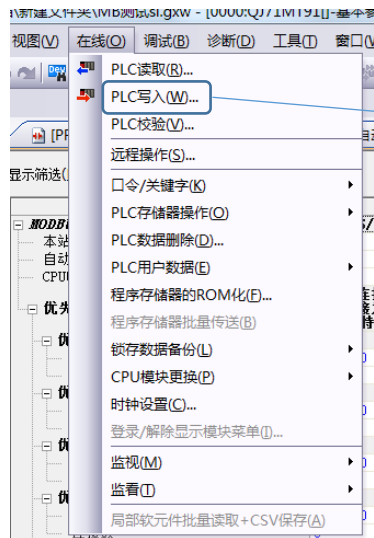 \新建文件夹\MB测试sl.gxw - [0000:QJ71MT91[]-基本参
视图(V) 在线(O) 调试(B) 诊断(D) 工具(T) 窗口(V
PLC读取(R)...
PLC写入(W)...
PLC校验(V)...
远程操作(S)...
口令/关键字(K)
PLC存储器操作(O)
PLC数据删除(D)...
PLC用户数据(E)
程序存储器的ROM化(F)...
程序存储器批量传送(B)
锁存数据备份(L)
CPU模块更换(P)
时钟设置(C)...
登录/解除显示模块菜单(I)...
监视(M)
监看(T)
局部软元件批量读取+CSV保存(A)
[PR
显示筛选(
MODB
本站
自动
CPU
优先
优
优
优
优